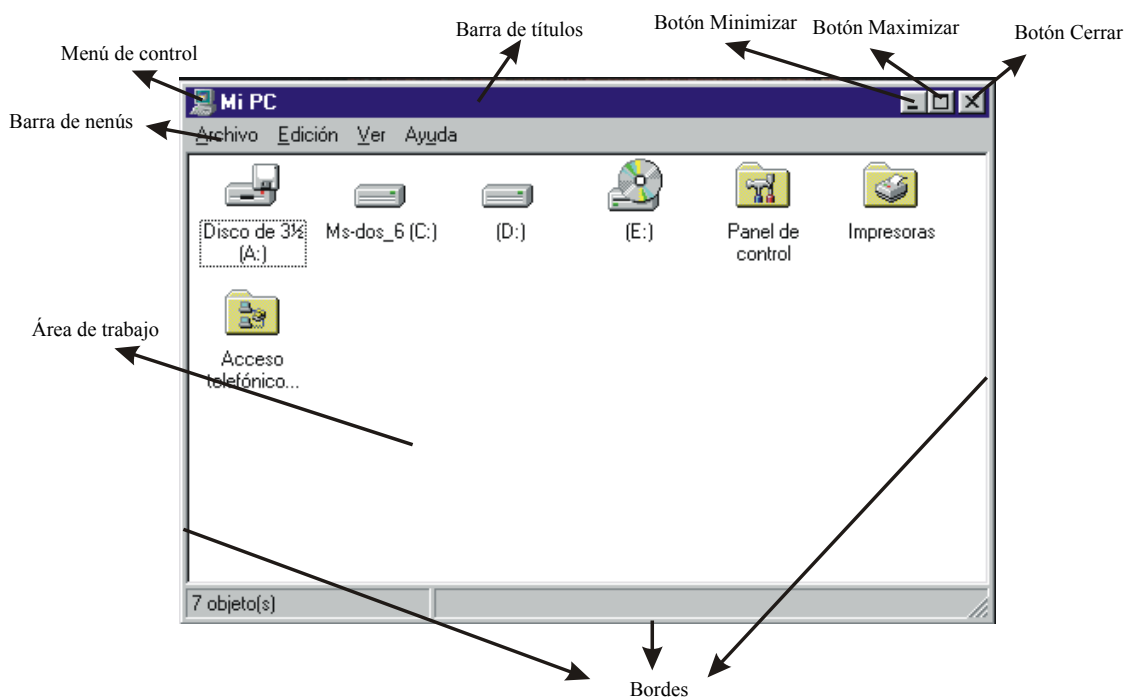 Barra de títulos
Botón Minimizar
Botón Maximizar
Botón Cerrar
Menú de control
Mi PC
Barra de nenús
Archivo Edición Ver Ayuda
Disco de 3½
(A:)
Ms-dos_6 (C:)
(D:)
(E:)
Panel de
control
Impresoras
Área de trabajo
Acceso
telefónico...
7 objeto(s)
Bordes